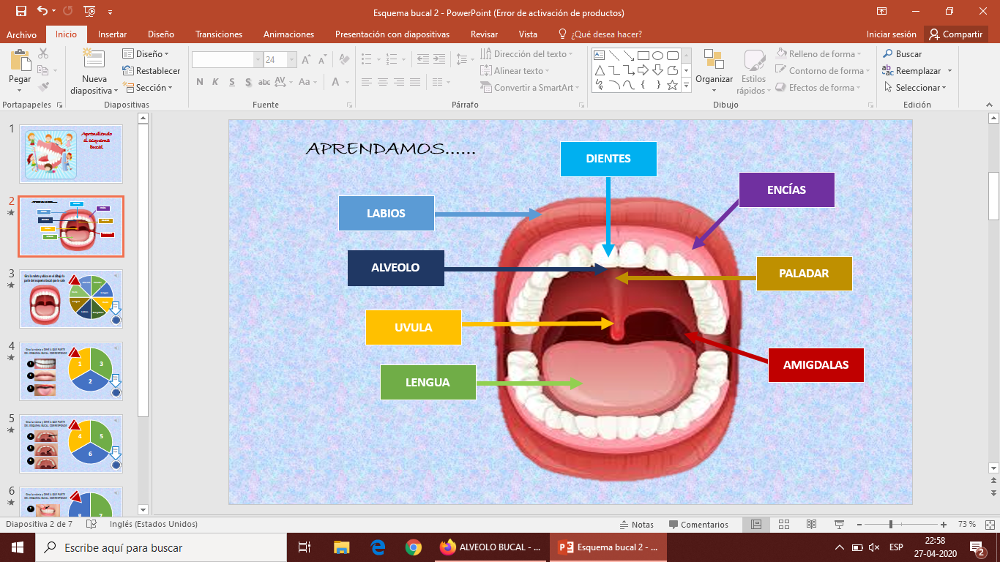 Esquema bucal 2 - PowerPoint (Error de activación de productos)
Archivo Inicio Insertar Diseño Transiciones Animaciones Presentación con diapositivas Revisar Vista ¿Qué desea hacer? Iniciar sesión Compartir
Pegar
Nueva diapositiva
Diseño
Restablecer
Sección
24
N K S S abc AV Aa A
Dirección del texto
Alinear texto
Convertir a SmartArt
Organizar
Estilos rápidos
Relleno de forma
Contorno de forma
Efectos de forma
Buscar
Reemplazar
Seleccionar
Portapapeles Diapositivas Fuente Párrafo Dibujo Edición
1
Aprendiendo
el esquema
bucal
2
3
4
1 3
2
5
4 5
6
6
APRENDAMOS......
DIENTES
ENCÍAS
LABIOS
ALVEOLO
PALADAR
UVULA
AMIGDALAS
LENGUA
Diapositiva 2 de 7 Inglés (Estados Unidos) Notas Comentarios 73 %
Escribe aquí para buscar
ALVEOLO BUCAL - ...
Esquema bucal 2 - ...
ESP
22:58
27-04-2020
2